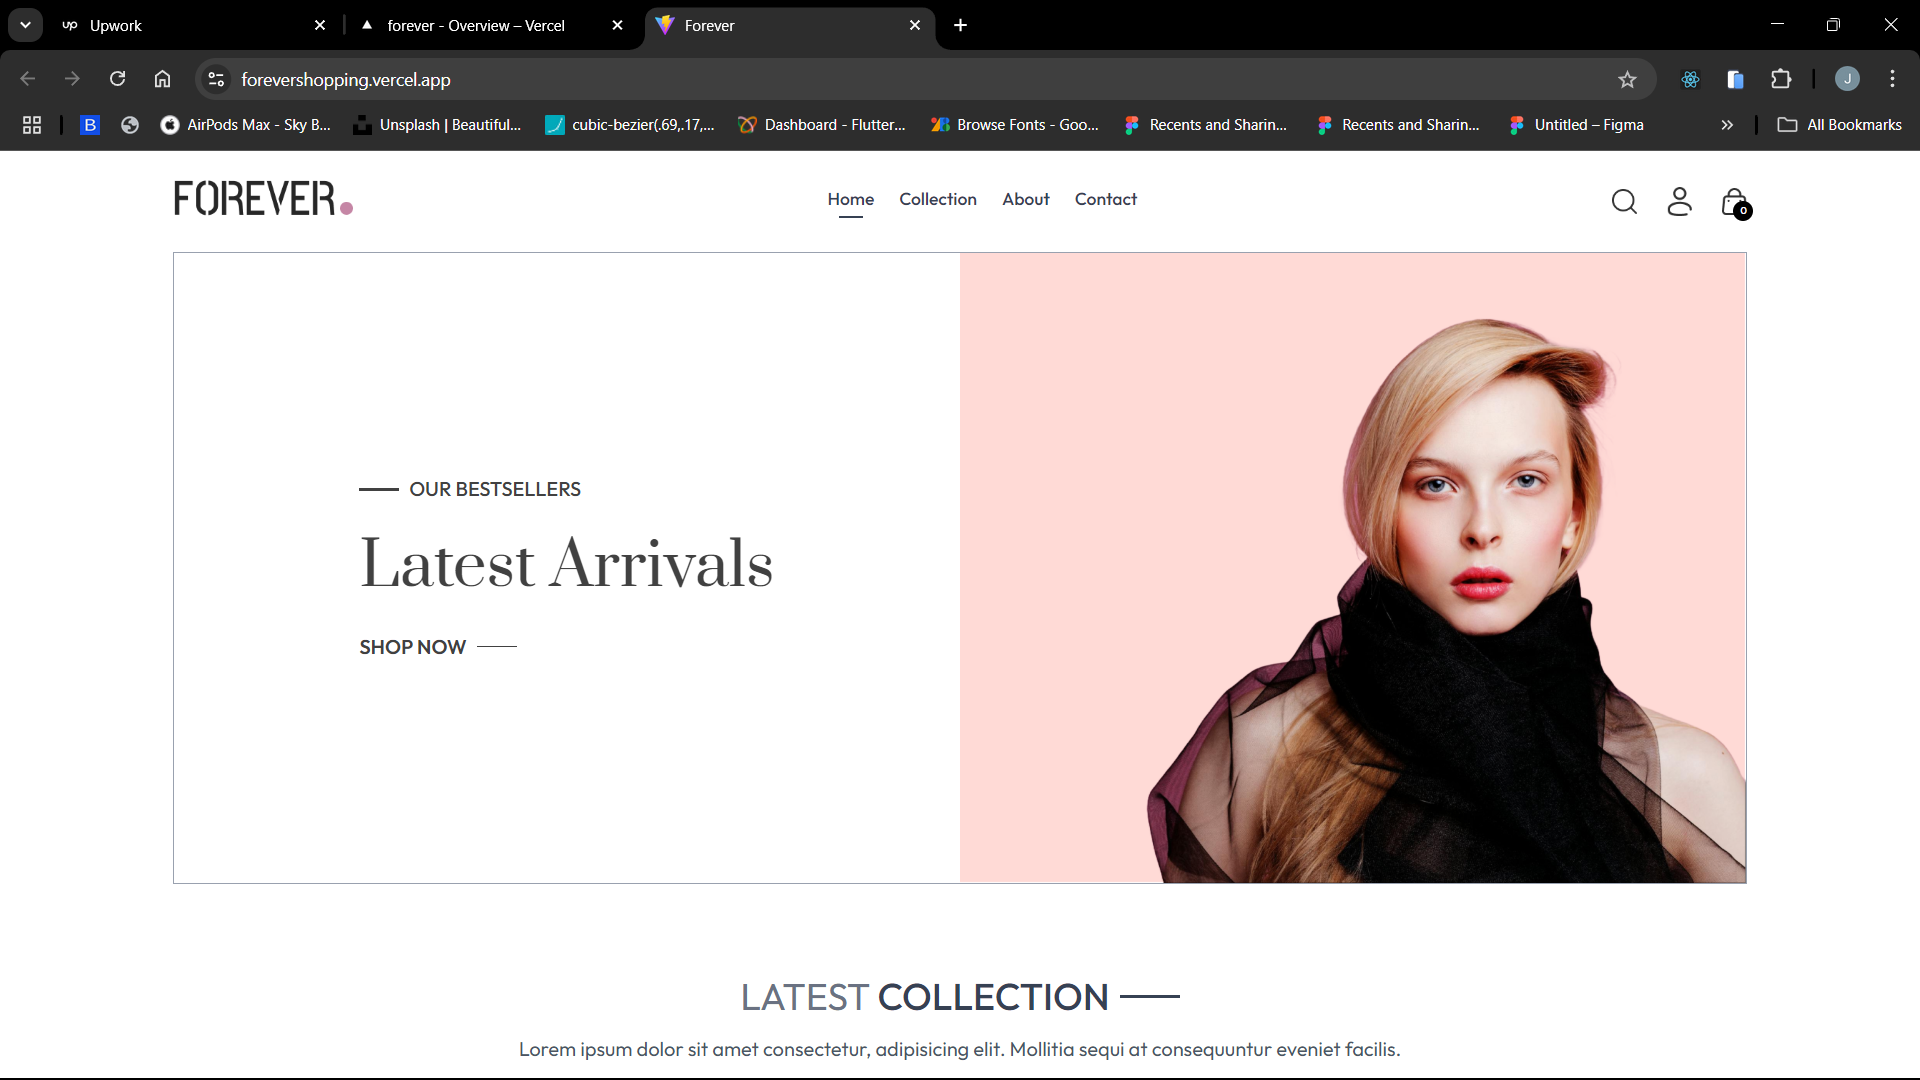 Upwork
forever - Overview – Vercel
Forever
forevershopping.vercel.app
J
B
AirPods Max - Sky B...
Unsplash | Beautiful...
cubic-bezier(.69,.17,...
Dashboard - Flutter...
Browse Fonts - Goo...
Recents and Sharin...
Recents and Sharin...
Untitled – Figma
All Bookmarks
FOREVER.
Home
Collection
About
Contact
0
OUR BESTSELLERS
Latest Arrivals
SHOP NOW
LATEST COLLECTION
Lorem ipsum dolor sit amet consectetur, adipisicing elit. Mollitia sequi at consequuntur eveniet facilis.